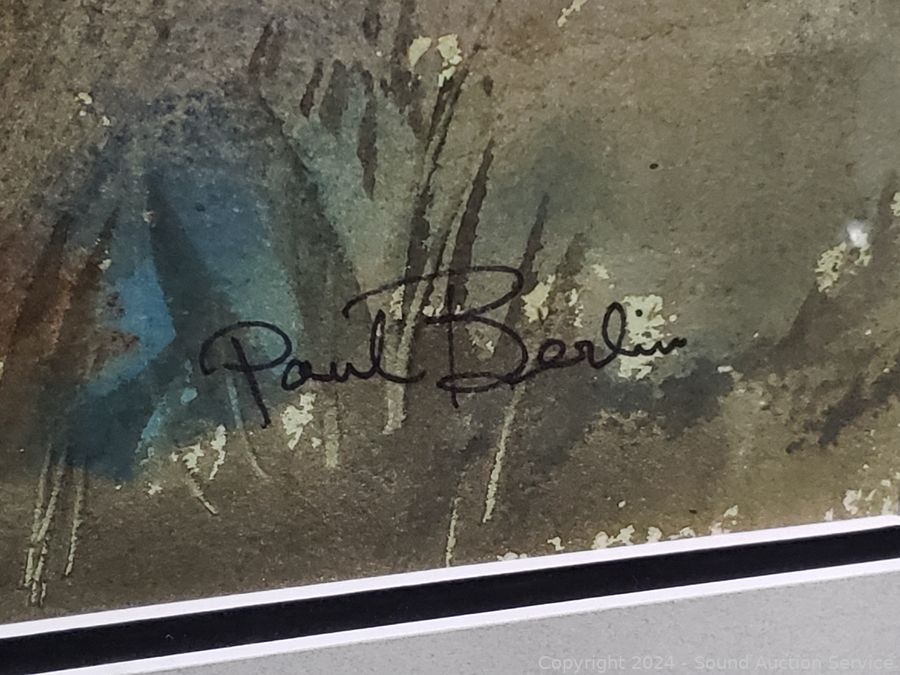 Paul Berlin
Copyright 2024 - Sound Auction Service